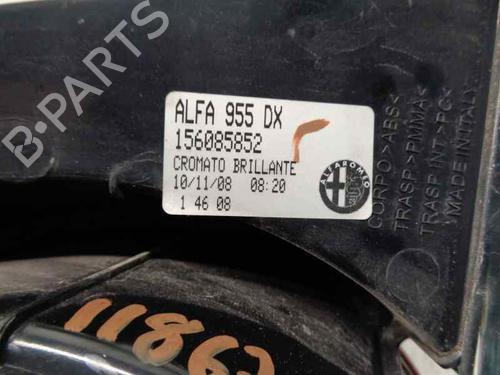 ALFA 955 DX
156085852
CROMATO BRILLANTE
10/11/08 08:20
1 46 08
ALFA ROMEO
CORPO >ABS<
TRASP >PMMA<
TRASP.INT >PC<
MADE IN ITALY
B-PARTS